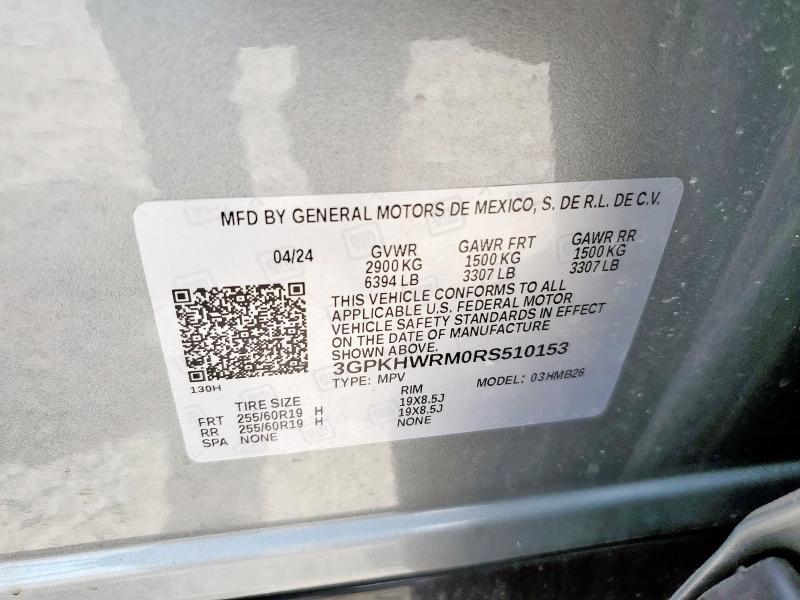 MFD BY GENERAL MOTORS DE MEXICO, S. DE R.L. DE C.V.
04/24 GVWR GAWR FRT GAWR RR
2900 KG 1500 KG 1500 KG
6394 LB 3307 LB 3307 LB
THIS VEHICLE CONFORMS TO ALL
APPLICABLE U.S. FEDERAL MOTOR
VEHICLE SAFETY STANDARDS IN EFFECT
ON THE DATE OF MANUFACTURE
SHOWN ABOVE.
3GPKHWRM0RS510153
130H
TYPE: MPV MODEL: 03HMB26
TIRE SIZE RIM
FRT 255/60R19 H 19X8.5J
RR 255/60R19 H 19X8.5J
SPA NONE NONE